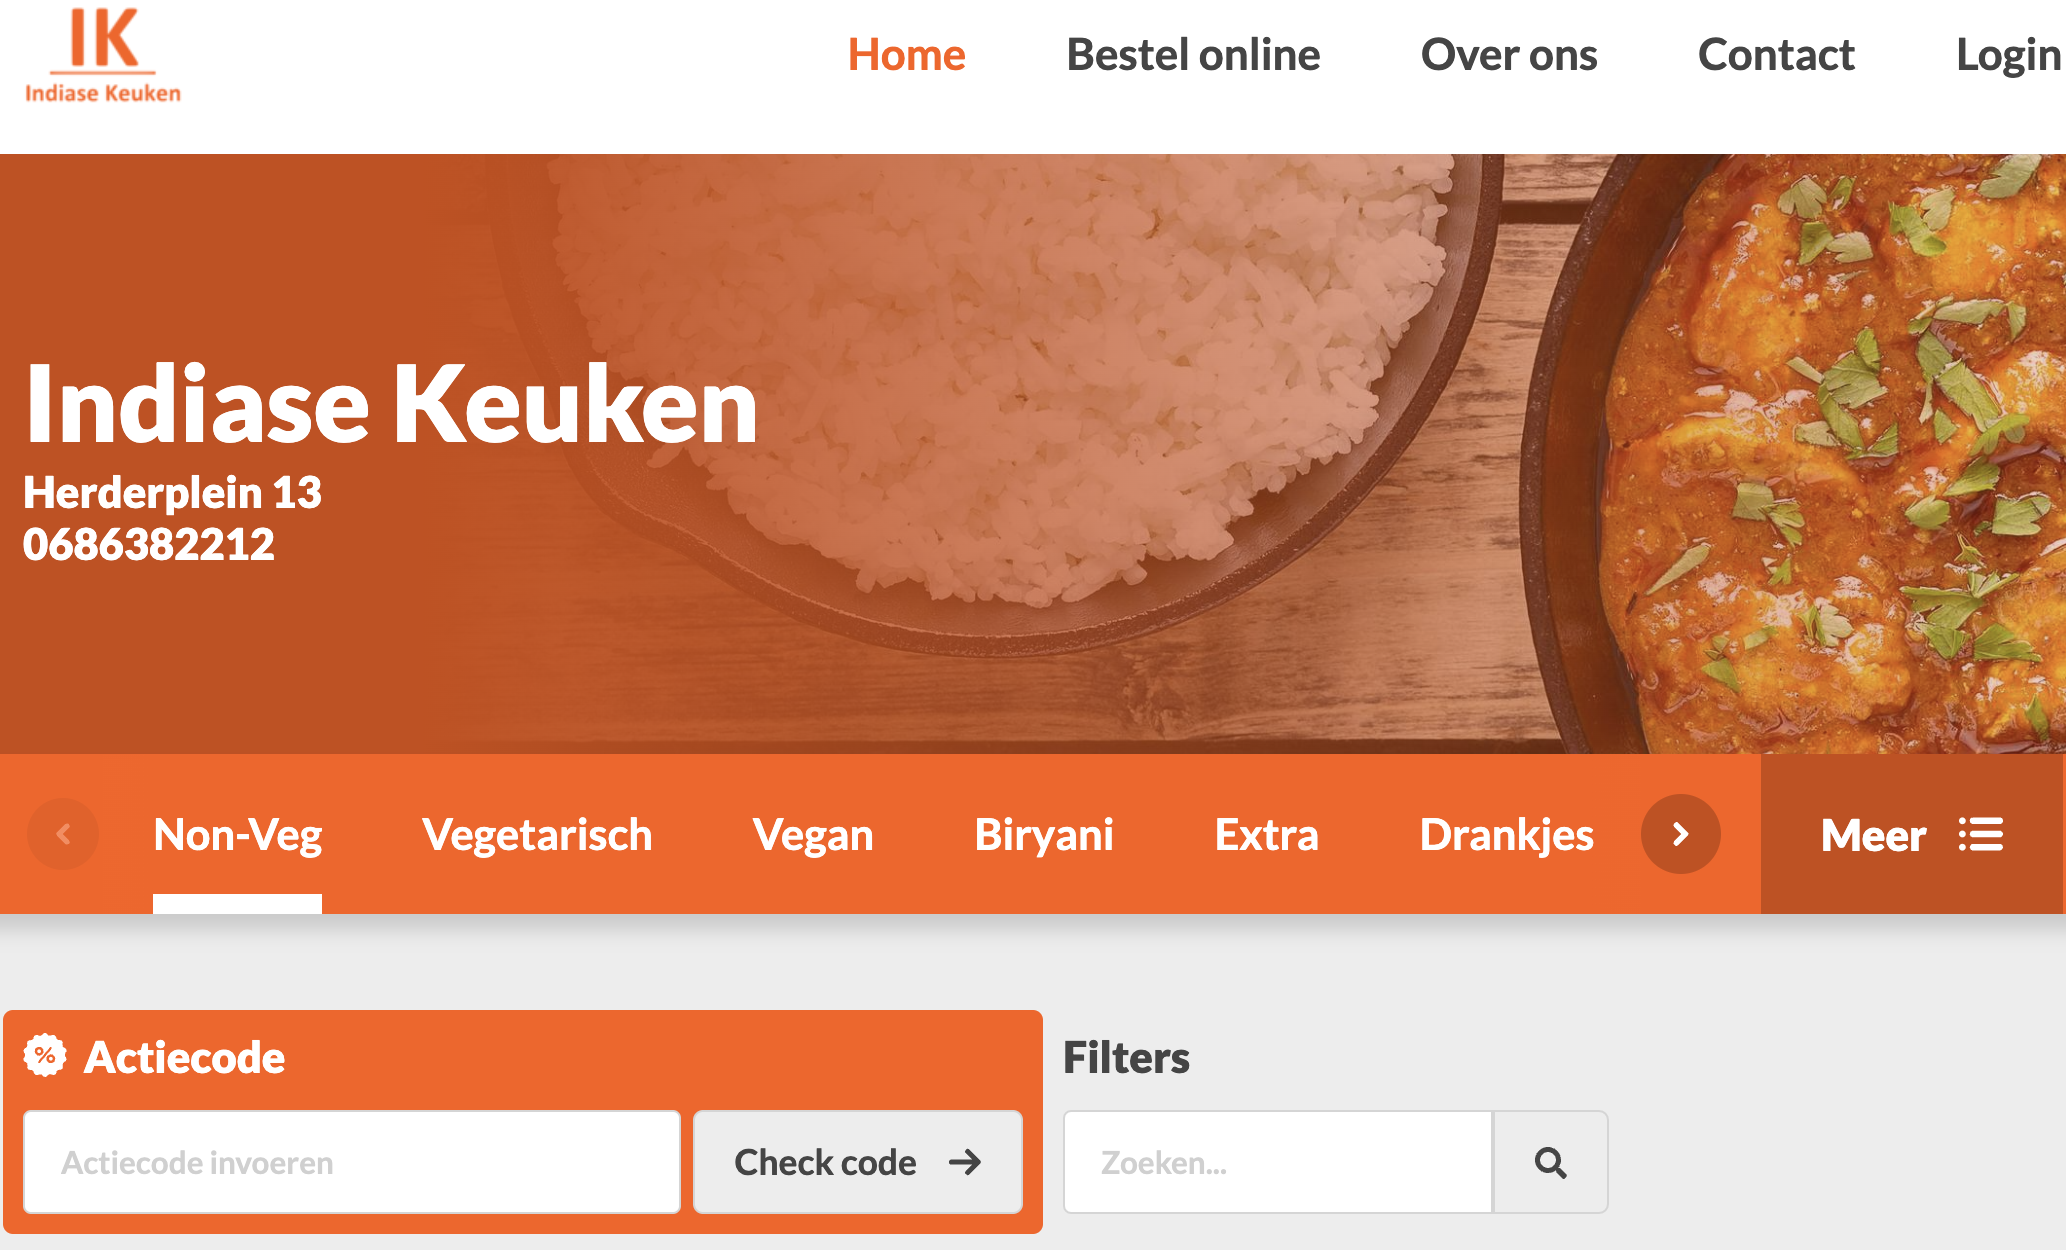 IK
Indiase Keuken
Home Bestel online Over ons Contact Login
Indiase Keuken
Herderplein 13
0686382212
Non-Veg Vegetarisch Vegan Biryani Extra Drankjes Meer
% Actiecode
Filters
Actiecode invoeren Check code
Zoeken...